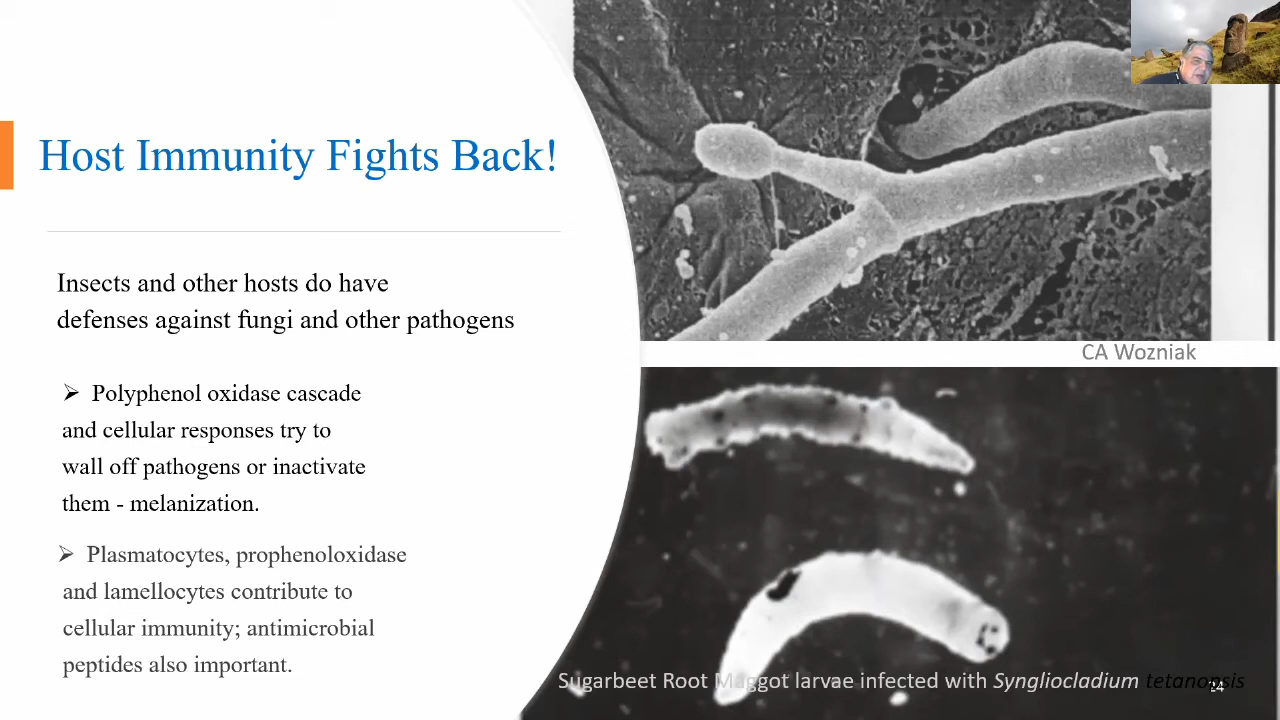 Host Immunity Fights Back!
Insects and other hosts do have
defenses against fungi and other pathogens
➢ Polyphenol oxidase cascade
and cellular responses try to
wall off pathogens or inactivate
them - melanization.
➢ Plasmatocytes, prophenoloxidase
and lamellocytes contribute to
cellular immunity; antimicrobial
peptides also important.
CA Wozniak
Sugarbeet Root Maggot larvae infected with Syngliocladium tetanopsis
24